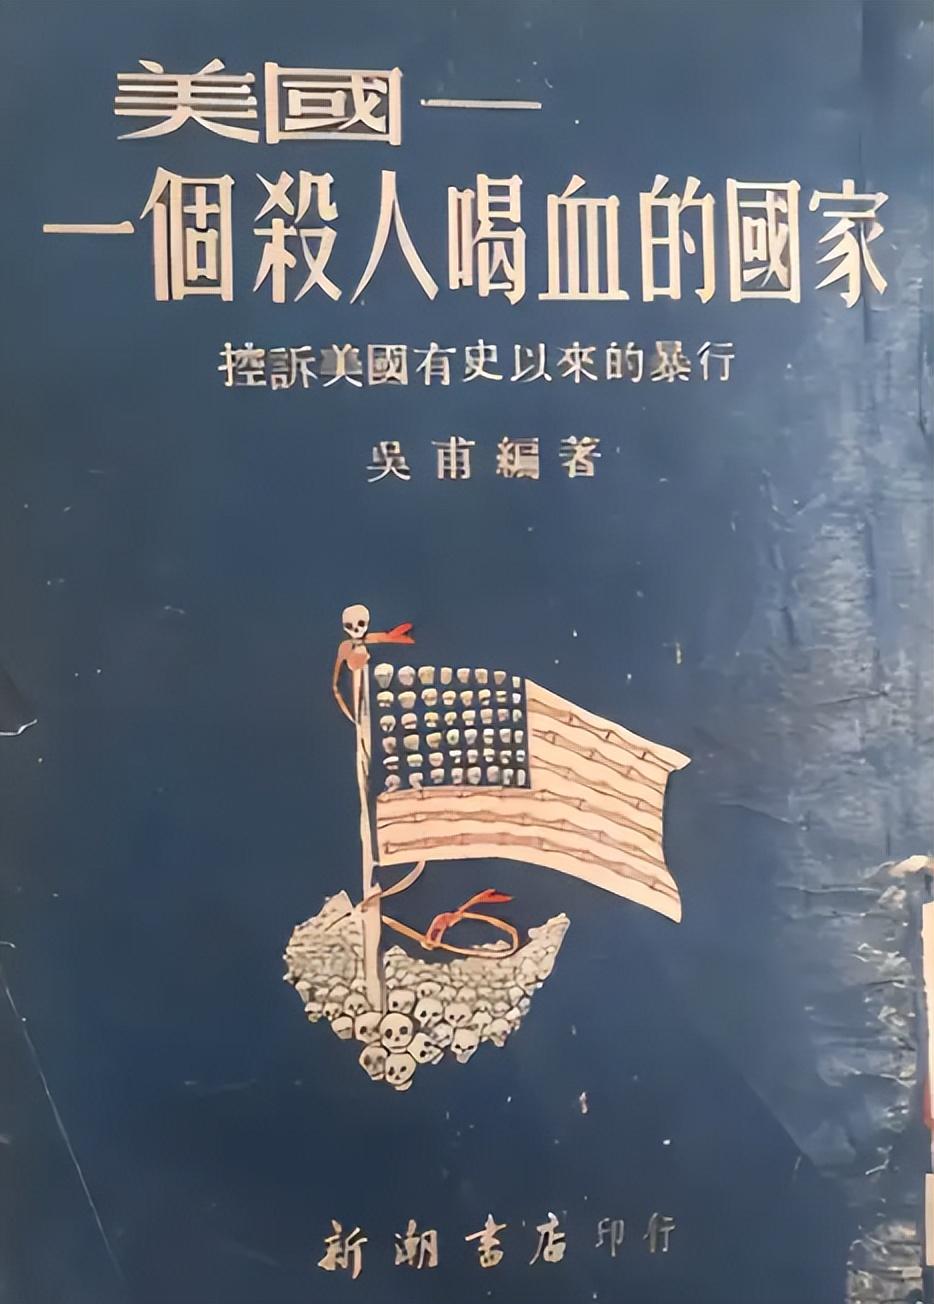 美國—
一個殺人喝血的國家
控訴美國有史以來的暴行
吳甫編著
新潮書店印行